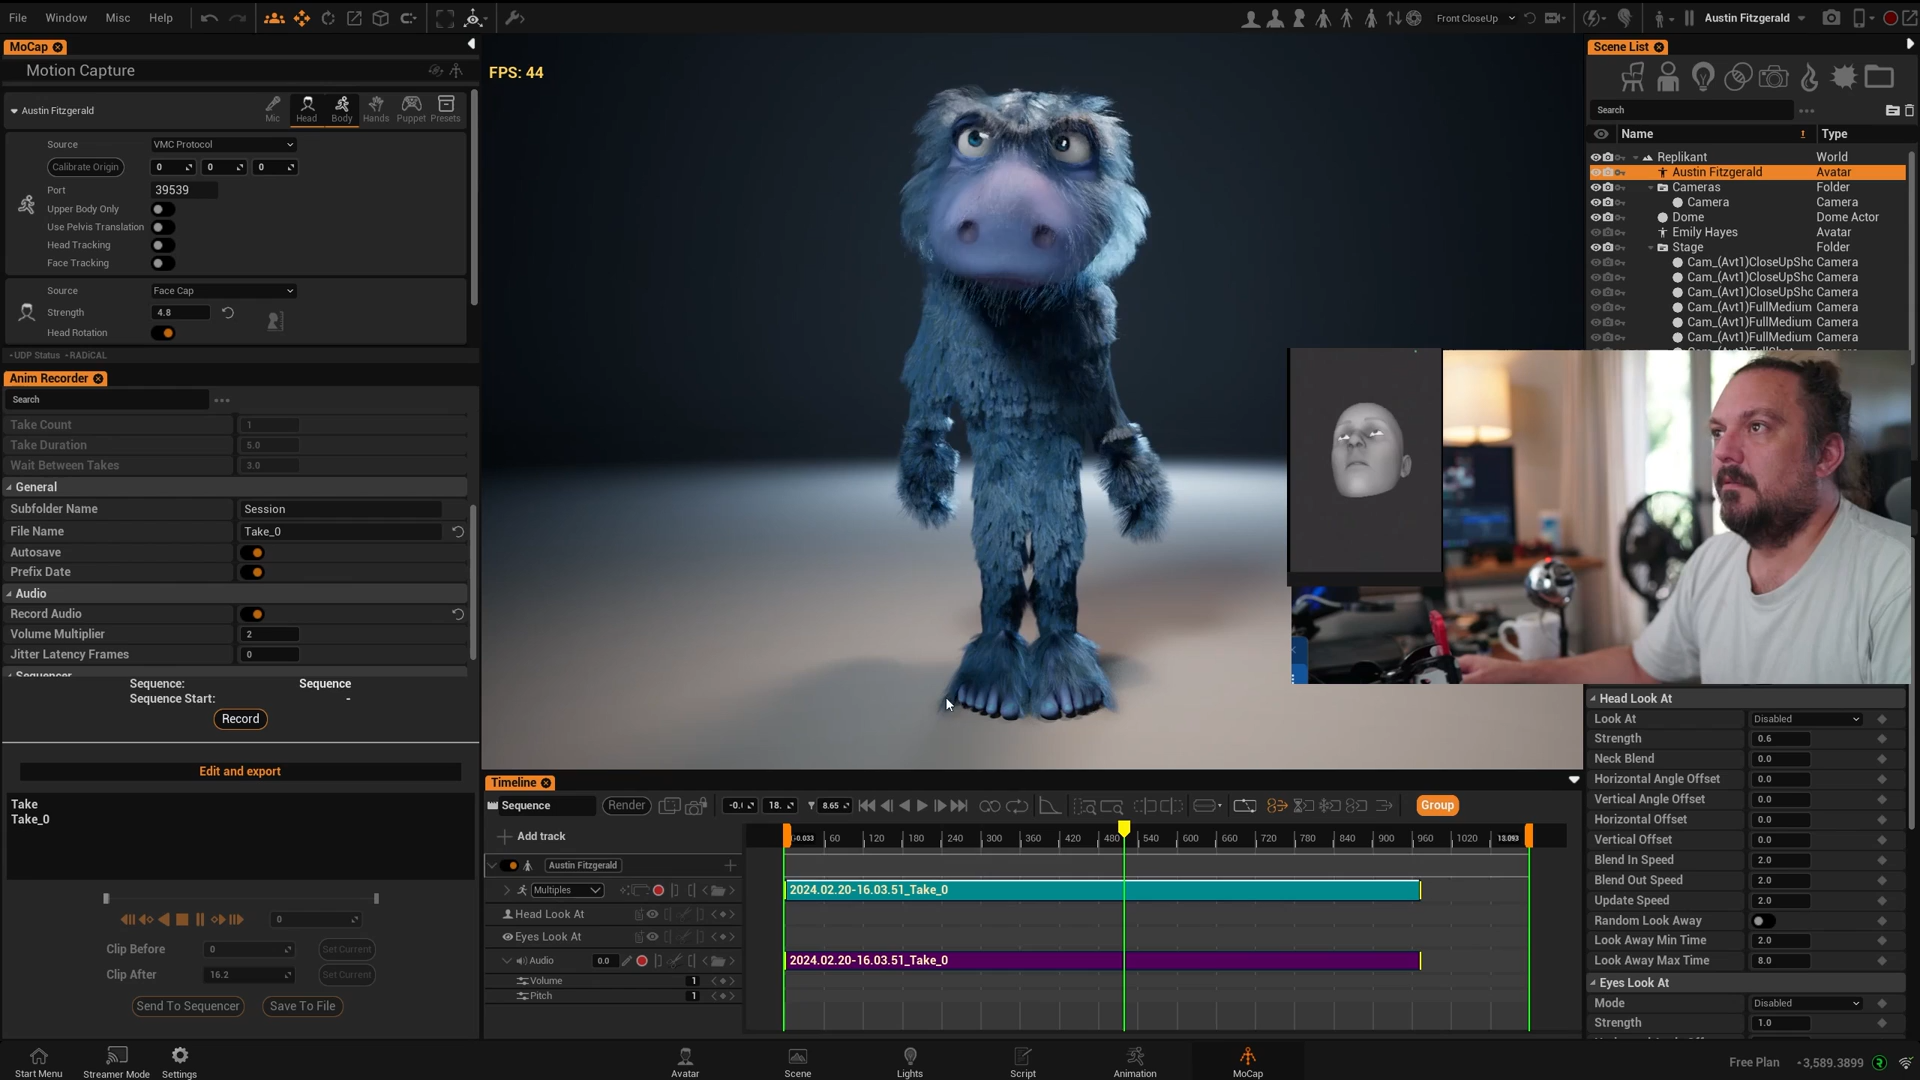 File Window Misc Help
Front CloseUp
Austin Fitzgerald
MoCap
Motion Capture
Austin Fitzgerald
Mic Head Body Hands Puppet Presets
Source VMC Protocol
Calibrate Origin 0 0 0
Port 39539
Upper Body Only
Use Pelvis Translation
Head Tracking
Face Tracking
Source Face Cap
Strength 4.8
Head Rotation
UDP Status RADiCAL
Anim Recorder
Search
Take Count 1
Take Duration 5.0
Wait Between Takes 3.0
General
Subfolder Name Session
File Name Take_0
Autosave
Prefix Date
Audio
Record Audio
Volume Multiplier 2
Jitter Latency Frames 0
Sequence: Sequence
Sequence Start: -
Record
Edit and export
Take
Take_0
0
Clip Before 0 Set Current
Clip After 16.2 Set Current
Send To Sequencer Save To File
FPS: 44
Timeline
Sequence Render -0.( 18. 8.65 Group
Add track
-0.033 60 120 180 240 300 360 420 480 540 600 660 720 780 840 900 960 1020 18.093
Austin Fitzgerald
Multiples 2024.02.20-16.03.51_Take_0
Head Look At
Eyes Look At
Audio 0.0 2024.02.20-16.03.51_Take_0
Volume 1
Pitch 1
Scene List
Search
Name ! Type
Replikant World
Austin Fitzgerald Avatar
Cameras Folder
Camera Camera
Dome Dome Actor
Emily Hayes Avatar
Stage Folder
Cam_(Avt1)CloseUpSho Camera
Cam_(Avt1)CloseUpSho Camera
Cam_(Avt1)CloseUpSho Camera
Cam_(Avt1)FullMedium Camera
Cam_(Avt1)FullMedium Camera
Cam_(Avt1)FullMedium Camera
Head Look At
Look At Disabled
Strength 0.6
Neck Blend 0.0
Horizontal Angle Offset 0.0
Vertical Angle Offset 0.0
Horizontal Offset 0.0
Vertical Offset 0.0
Blend In Speed 2.0
Blend Out Speed 2.0
Update Speed 2.0
Random Look Away
Look Away Min Time 2.0
Look Away Max Time 8.0
Eyes Look At
Mode Disabled
Strength 1.0
Start Menu Streamer Mode Settings
Avatar Scene Lights Script Animation MoCap
Free Plan
3,589.3899